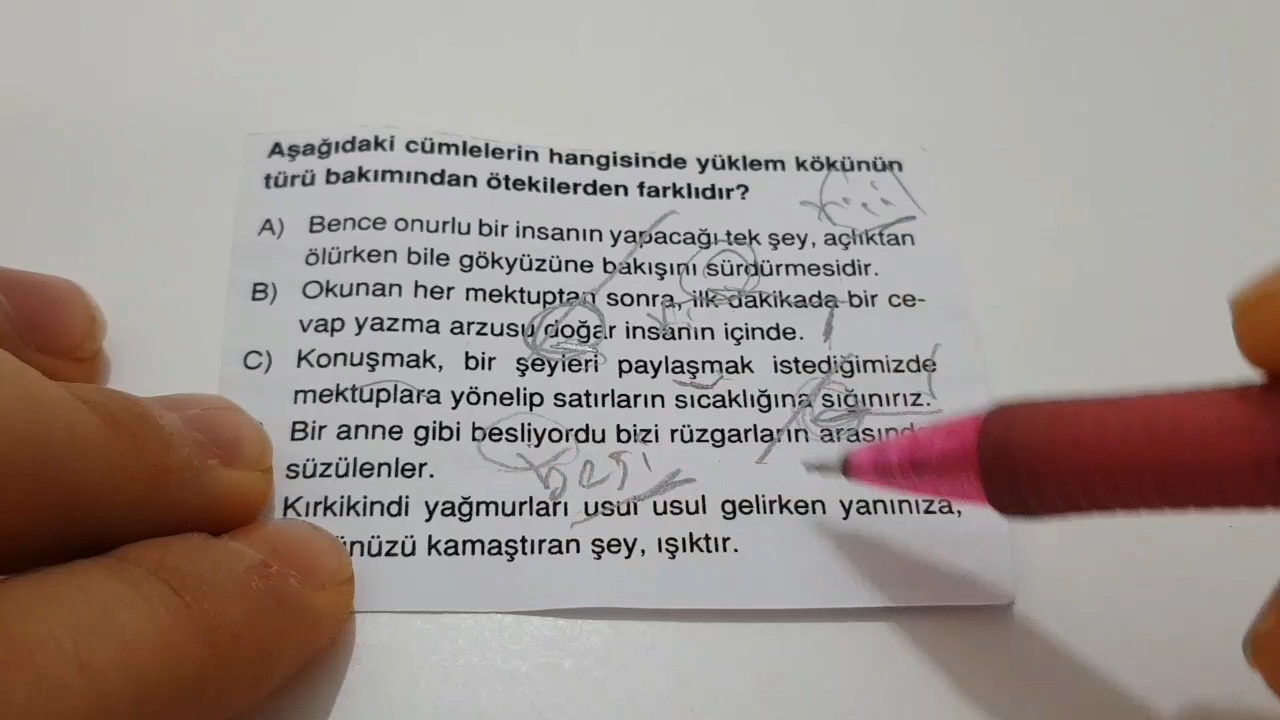 Aşağıdaki cümlelerin hangisinde yüklem kökünün
türü bakımından ötekilerden farklıdır?
A) Bence onurlu bir insanın yapacağı tek şey, açlıktan
ölürken bile gökyüzüne bakışını sürdürmesidir.
B) Okunan her mektuptan sonra, ilk dakikada bir ce-
vap yazma arzusu doğar insanın içinde.
C) Konuşmak, bir şeyleri paylaşmak istediğimizde
mektuplara yönelip satırların sıcaklığına sığınırız.
Bir anne gibi besliyordu bizi rüzgarların
süzülenler.
Kırkikindi yağmurları usul usul gelirken yanınıza,
kamaştıran şey, ışıktır.